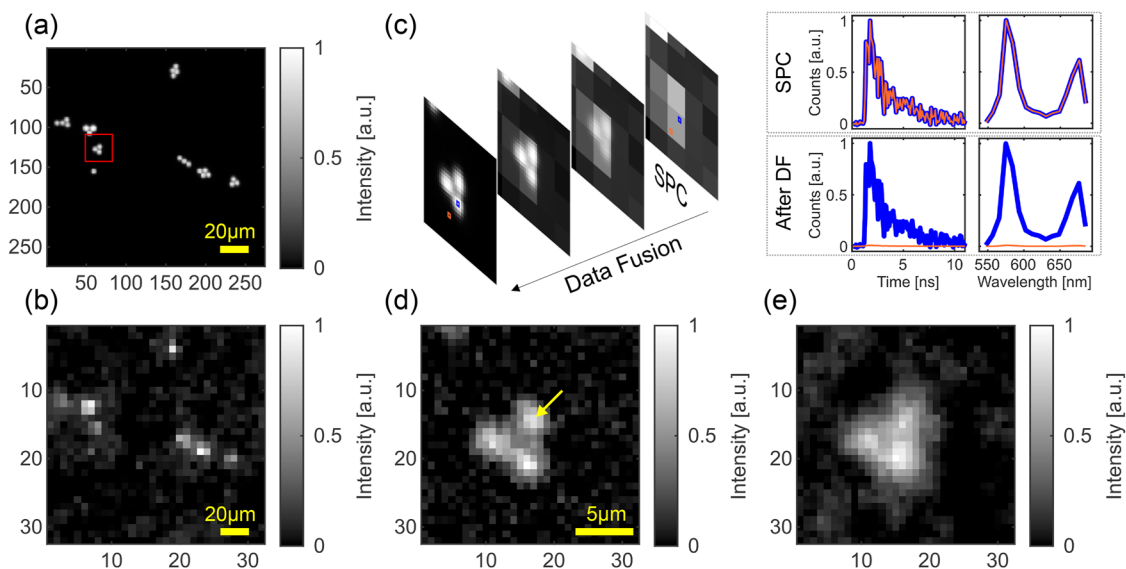 (a)
50
100
150
200
250
50 100 150 200 250
20µm
1
0.5
0
Intensity [a.u.]
(c)
SPC
Data Fusion
SPC
Counts [a.u.]
1
0.5
0
After DF
Counts [a.u.]
1
0.5
0
0 5 10
Time [ns]
550 600 650
Wavelength [nm]
(b)
10
20
30
10 20 30
20µm
1
0.5
0
Intensity [a.u.]
(d)
10
20
30
10 20 30
5µm
1
0.5
0
Intensity [a.u.]
(e)
10
20
30
10 20 30
1
0.5
0
Intensity [a.u.]